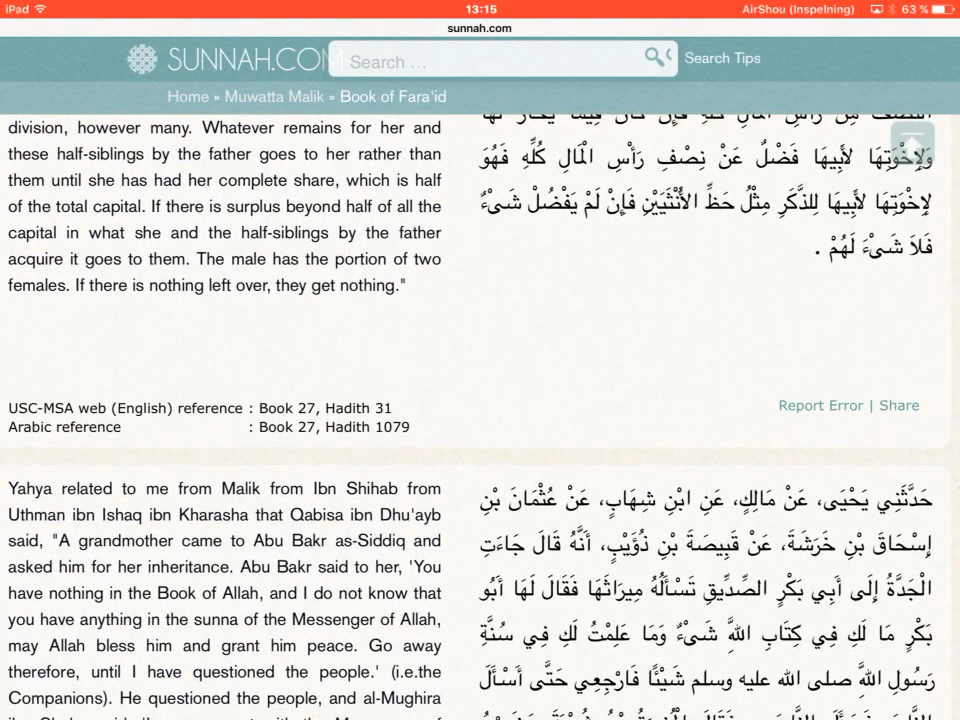 iPad 13:15 AirShou (Inspelning) 63 %
sunnah.com
SUNNAH.COM Search ... Search Tips
Home » Muwatta Malik » Book of Fara'id
division, however many. Whatever remains for her and
these half-siblings by the father goes to her rather than
them until she has had her complete share, which is half
of the total capital. If there is surplus beyond half of all the
capital in what she and the half-siblings by the father
acquire it goes to them. The male has the portion of two
females. If there is nothing left over, they get nothing."
وَلإِخْوَتِهَا لأَبِيهَا فَضْلٌ عَنْ نِصْفِ رَأْسِ الْمَالِ كُلِّهِ فَهُوَ
لإِخْوَتِهَا لأَبِيهَا لِلذَّكَرِ مِثْلُ حَظِّ الأُنْثَيَيْنِ فَإِنْ لَمْ يَفْضُلْ شَىْءٌ
فَلاَ شَىْءَ لَهُمْ .
USC-MSA web (English) reference : Book 27, Hadith 31
Arabic reference : Book 27, Hadith 1079
Report Error | Share
Yahya related to me from Malik from Ibn Shihab from
Uthman ibn Ishaq ibn Kharasha that Qabisa ibn Dhu'ayb
said, "A grandmother came to Abu Bakr as-Siddiq and
asked him for her inheritance. Abu Bakr said to her, 'You
have nothing in the Book of Allah, and I do not know that
you have anything in the sunna of the Messenger of Allah,
may Allah bless him and grant him peace. Go away
therefore, until I have questioned the people.' (i.e.the
Companions). He questioned the people, and al-Mughira
حَدَّثَنِي يَحْيَى، عَنْ مَالِكٍ، عَنِ ابْنِ شِهَابٍ، عَنْ عُثْمَانَ بْنِ
إِسْحَاقَ بْنِ خَرَشَةَ، عَنْ قَبِيصَةَ بْنِ ذُؤَيْبٍ، أَنَّهُ قَالَ جَاءَتِ
الْجَدَّةُ إِلَى أَبِي بَكْرٍ الصِّدِّيقِ تَسْأَلُهُ مِيرَاثَهَا فَقَالَ لَهَا أَبُو
بَكْرٍ مَا لَكِ فِي كِتَابِ اللَّهِ شَىْءٌ وَمَا عَلِمْتُ لَكِ فِي سُنَّةِ
رَسُولِ اللَّهِ صلى الله عليه وسلم شَيْئًا فَارْجِعِي حَتَّى أَسْأَلَ